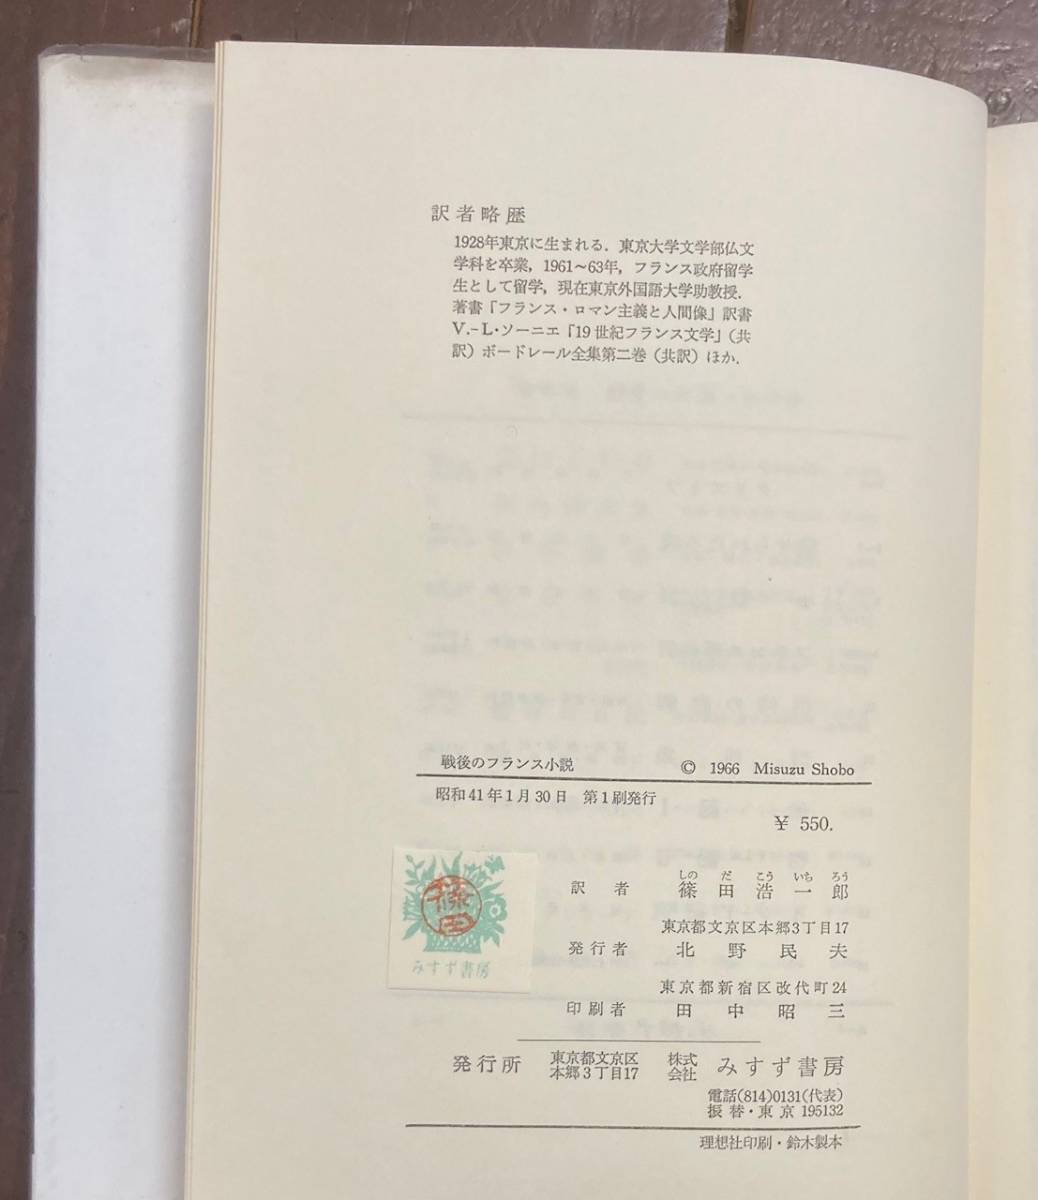 訳者略歴
1928年東京に生まれる．東京大学文学部仏文
学科を卒業，1961〜63年，フランス政府留学
生として留学，現在東京外国語大学助教授．
著書『フランス・ロマン主義と人間像』訳書
V.-L・ソーニエ『19世紀フランス文学』（共
訳）ボードレール全集第二巻（共訳）ほか．
戦後のフランス小説 © 1966 Misuzu Shobo
昭和41年1月30日 第1刷発行
¥ 550.
しのだこういちろう
訳者 篠田浩一郎
東京都文京区本郷3丁目17
発行者 北野民夫
東京都新宿区改代町24
印刷者 田中昭三
篠田
みすず書房
発行所 東京都文京区本郷3丁目17 株式会社 みすず書房
電話(814)0131(代表)
振替・東京 195132
理想社印刷・鈴木製本